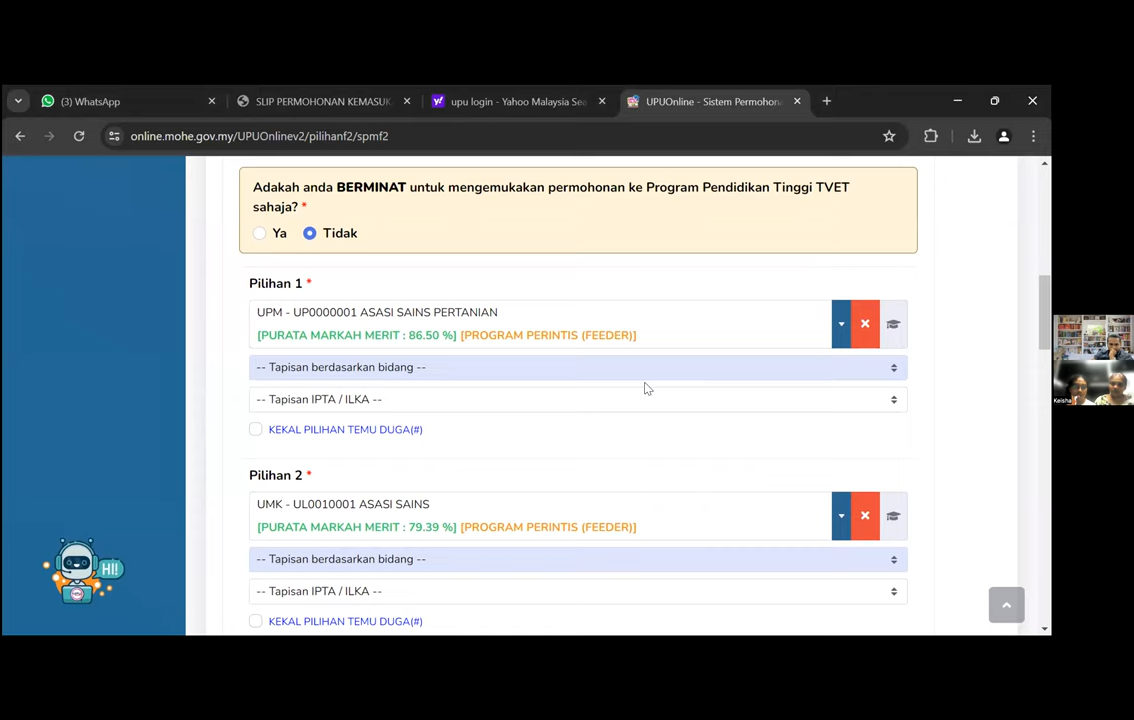 (3) WhatsApp
SLIP PERMOHONAN KEMASUK
upu login - Yahoo Malaysia Sea
UPUOnline - Sistem Permohon
online.mohe.gov.my/UPUOnlinev2/pilihanf2/spmf2
Adakah anda BERMINAT untuk mengemukakan permohonan ke Program Pendidikan Tinggi TVET
sahaja? *
Ya Tidak
Pilihan 1 *
UPM - UP0000001 ASASI SAINS PERTANIAN
[PURATA MARKAH MERIT : 86.50 %] [PROGRAM PERINTIS (FEEDER)]
-- Tapisan berdasarkan bidang --
-- Tapisan IPTA / ILKA --
KEKAL PILIHAN TEMU DUGA(#)
Pilihan 2 *
UMK - UL0010001 ASASI SAINS
[PURATA MARKAH MERIT : 79.39 %] [PROGRAM PERINTIS (FEEDER)]
-- Tapisan berdasarkan bidang --
-- Tapisan IPTA / ILKA --
KEKAL PILIHAN TEMU DUGA(#)
HI!
Keisha